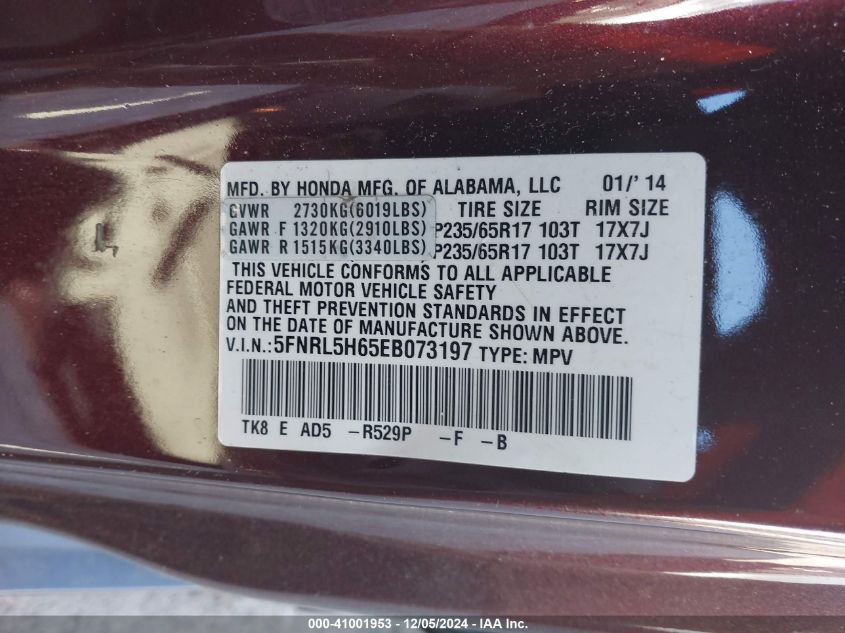 MFD. BY HONDA MFG. OF ALABAMA, LLC 01/' 14
GVWR 2730KG(6019LBS) TIRE SIZE RIM SIZE
GAWR F 1320KG(2910LBS) P235/65R17 103T 17X7J
GAWR R 1515KG(3340LBS) P235/65R17 103T 17X7J
THIS VEHICLE CONFORMS TO ALL APPLICABLE
FEDERAL MOTOR VEHICLE SAFETY
AND THEFT PREVENTION STANDARDS IN EFFECT
ON THE DATE OF MANUFACTURE SHOWN ABOVE.
V.I.N.:5FNRL5H65EB073197 TYPE: MPV
TK8 E AD5 -R529P -F -B
000-41001953 - 12/05/2024 - IAA Inc.